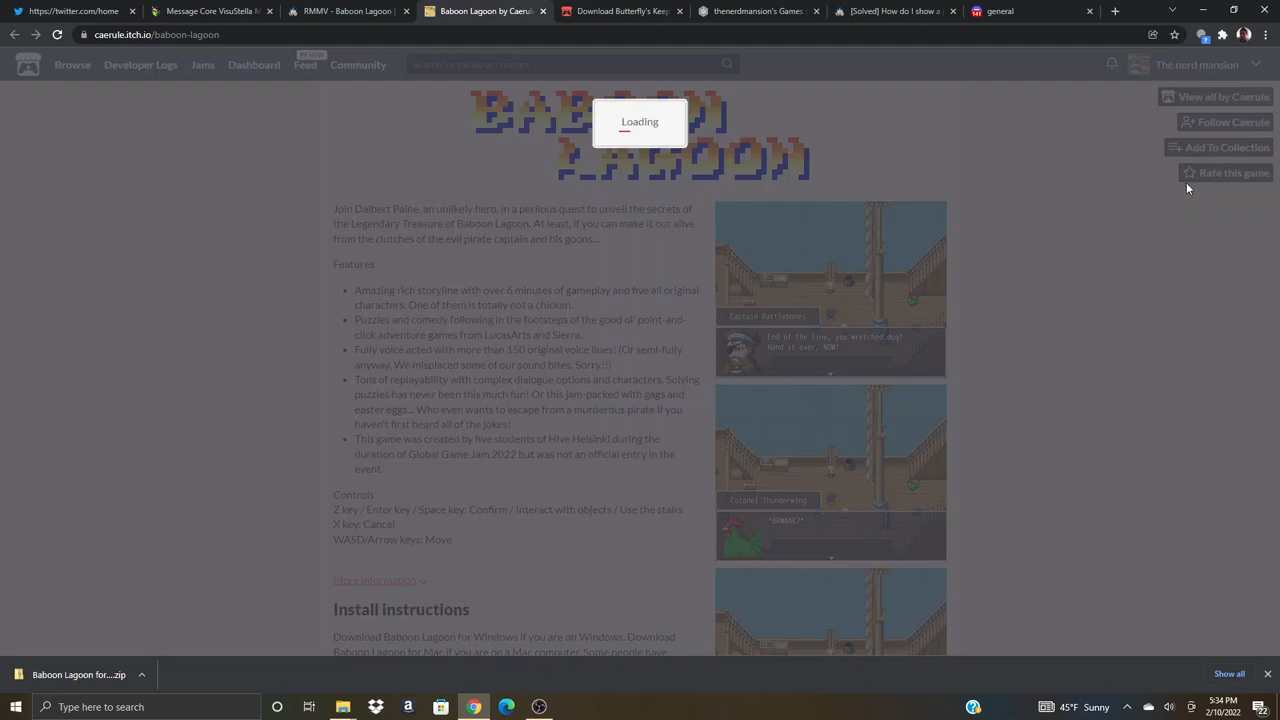 https://twitter.com/home
Message Core VisuStella M
RMMV - Baboon Lagoon |
Baboon Lagoon by Caerule
Download Butterfly's Keep
thenerdmansion's Games
[Solved] How do I show a
141 general
caerule.itch.io/baboon-lagoon
Browse
Developer Logs
Jams
Dashboard
Feed
Community
Search for games or creators
The nerd mansion
View all by Caerule
Follow Caerule
Add To Collection
Rate this game
BABOON
LAGOON
Loading
Join Dalbert Paine, an unlikely hero, in a perilous quest to unveil the secrets of
the Legendary Treasure of Baboon Lagoon. At least, if you can make it out alive
from the clutches of the evil pirate captain and his goons...
Features
Amazing rich storyline with over 6 minutes of gameplay and five all original
characters. One of them is totally not a chicken.
Puzzles and comedy following in the footsteps of the good ol' point-and-
click adventure games from LucasArts and Sierra.
Fully voice acted with more than 150 original voice lines! (Or semi-fully
anyway. We misplaced some of our sound bites. Sorry!!)
Tons of replayability with complex dialogue options and characters. Solving
puzzles has never been this much fun! Or this jam-packed with gags and
easter eggs... Who even wants to escape from a murderous pirate if you
haven't first heard all of the jokes!
This game was created by five students of Hive Helsinki during the
duration of Global Game Jam 2022 but was not an official entry in the
event.
Controls
Z key / Enter key / Space key: Confirm / Interact with objects / Use the stairs
X key: Cancel
WASD/Arrow keys: Move
More information
Install instructions
Download Baboon Lagoon for Windows if you are on Windows. Download
Baboon Lagoon for Mac if you are on a Mac computer. Some people have
Captain Rattlebones
End of the line, you wretched dog!
Hand it over, NOW!
Colonel Thunderwing
*BRWAAK?*
Baboon Lagoon for....zip
Show all
Type here to search
45°F Sunny
5:34 PM
2/10/2022